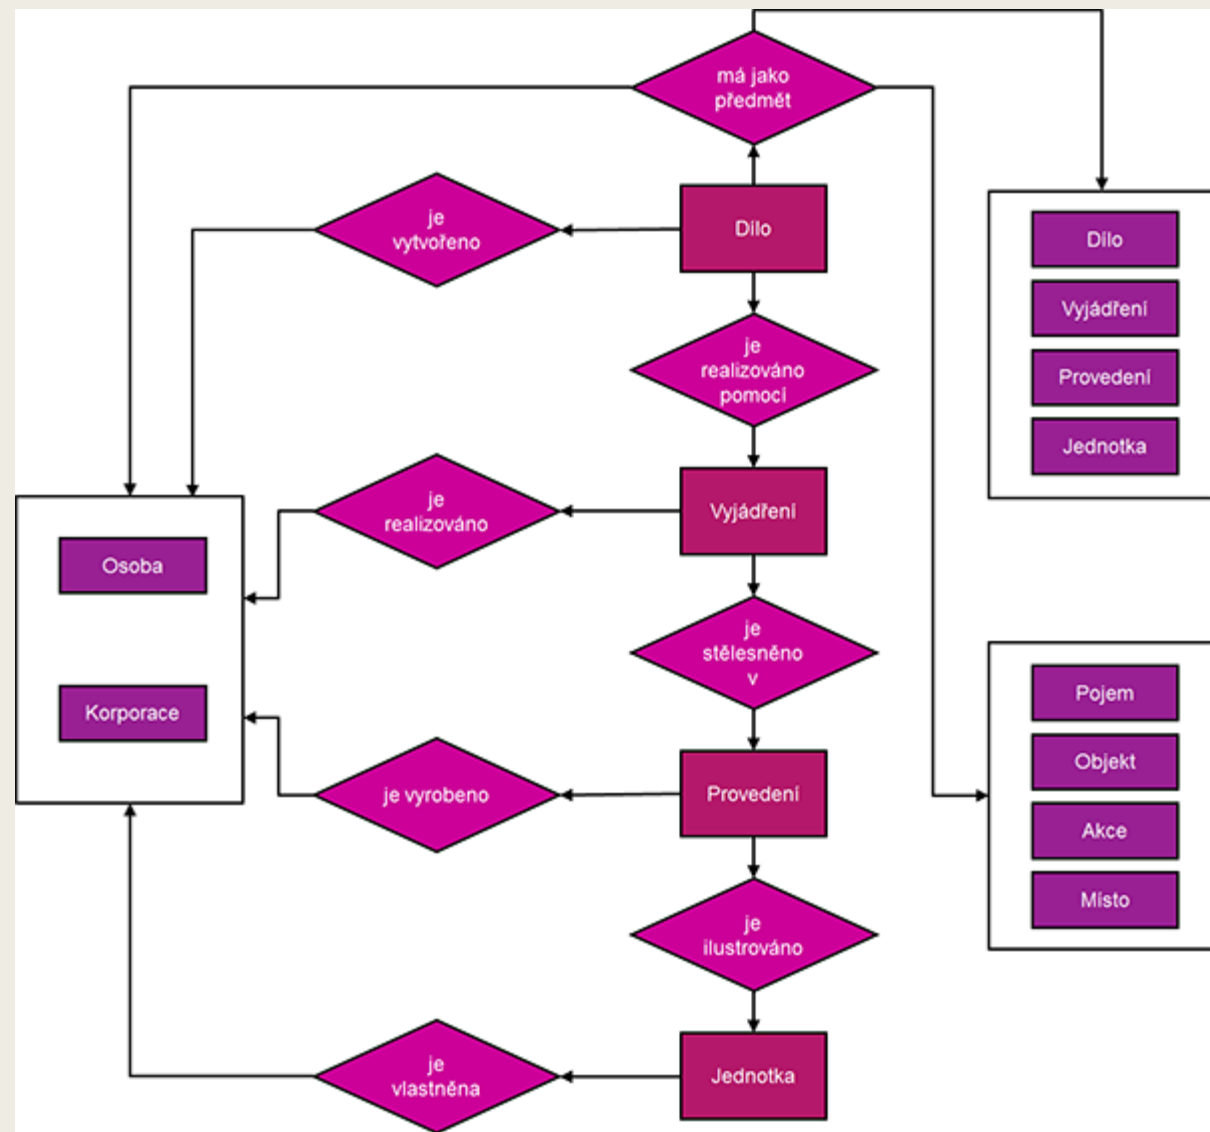 má jako
předmět
je
vytvořeno
Dílo
je
realizováno
pomocí
je
realizováno
Vyjádření
je
stělesněno
v
je vyrobeno
Provedení
je
ilustrováno
je
vlastněna
Jednotka
Osoba
Korporace
Dílo
Vyjádření
Provedení
Jednotka
Pojem
Objekt
Akce
Místo